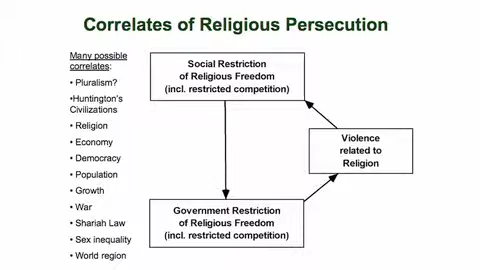 Correlates of Religious Persecution
Many possible
correlates:
• Pluralism?
•Huntington's
Civilizations
• Religion
• Economy
• Democracy
• Population
• Growth
• War
• Shariah Law
• Sex inequality
• World region
Social Restriction
of Religious Freedom
(incl. restricted competition)
Violence
related to
Religion
Government Restriction
of Religious Freedom
(incl. restricted competition)